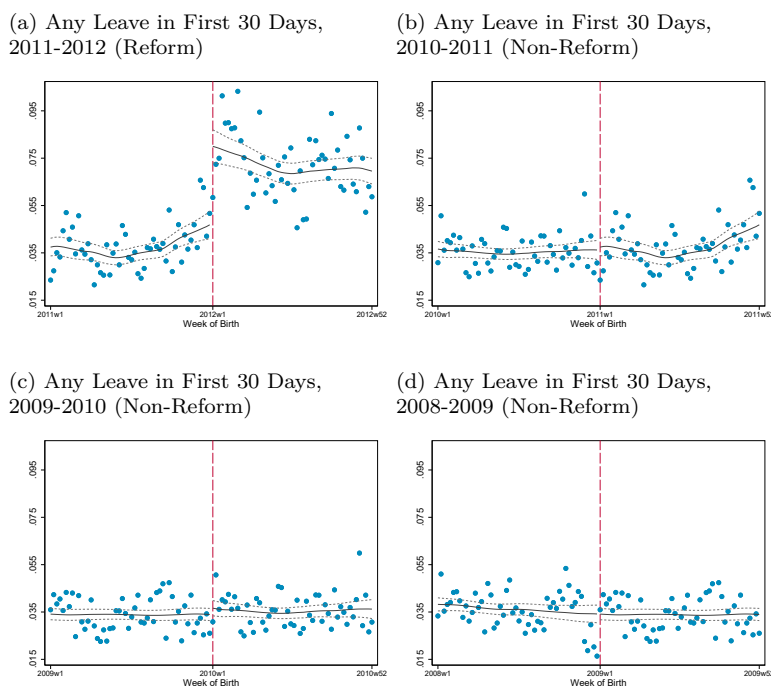 (a) Any Leave in First 30 Days,
2011-2012 (Reform)
.095
.075
.055
.035
.015
2011w1
2012w1
2012w52
Week of Birth
(b) Any Leave in First 30 Days,
2010-2011 (Non-Reform)
.095
.075
.055
.035
.015
2010w1
2011w1
2011w52
Week of Birth
(c) Any Leave in First 30 Days,
2009-2010 (Non-Reform)
.095
.075
.055
.035
.015
2009w1
2010w1
2010w52
Week of Birth
(d) Any Leave in First 30 Days,
2008-2009 (Non-Reform)
.095
.075
.055
.035
.015
2008w1
2009w1
2009w52
Week of Birth